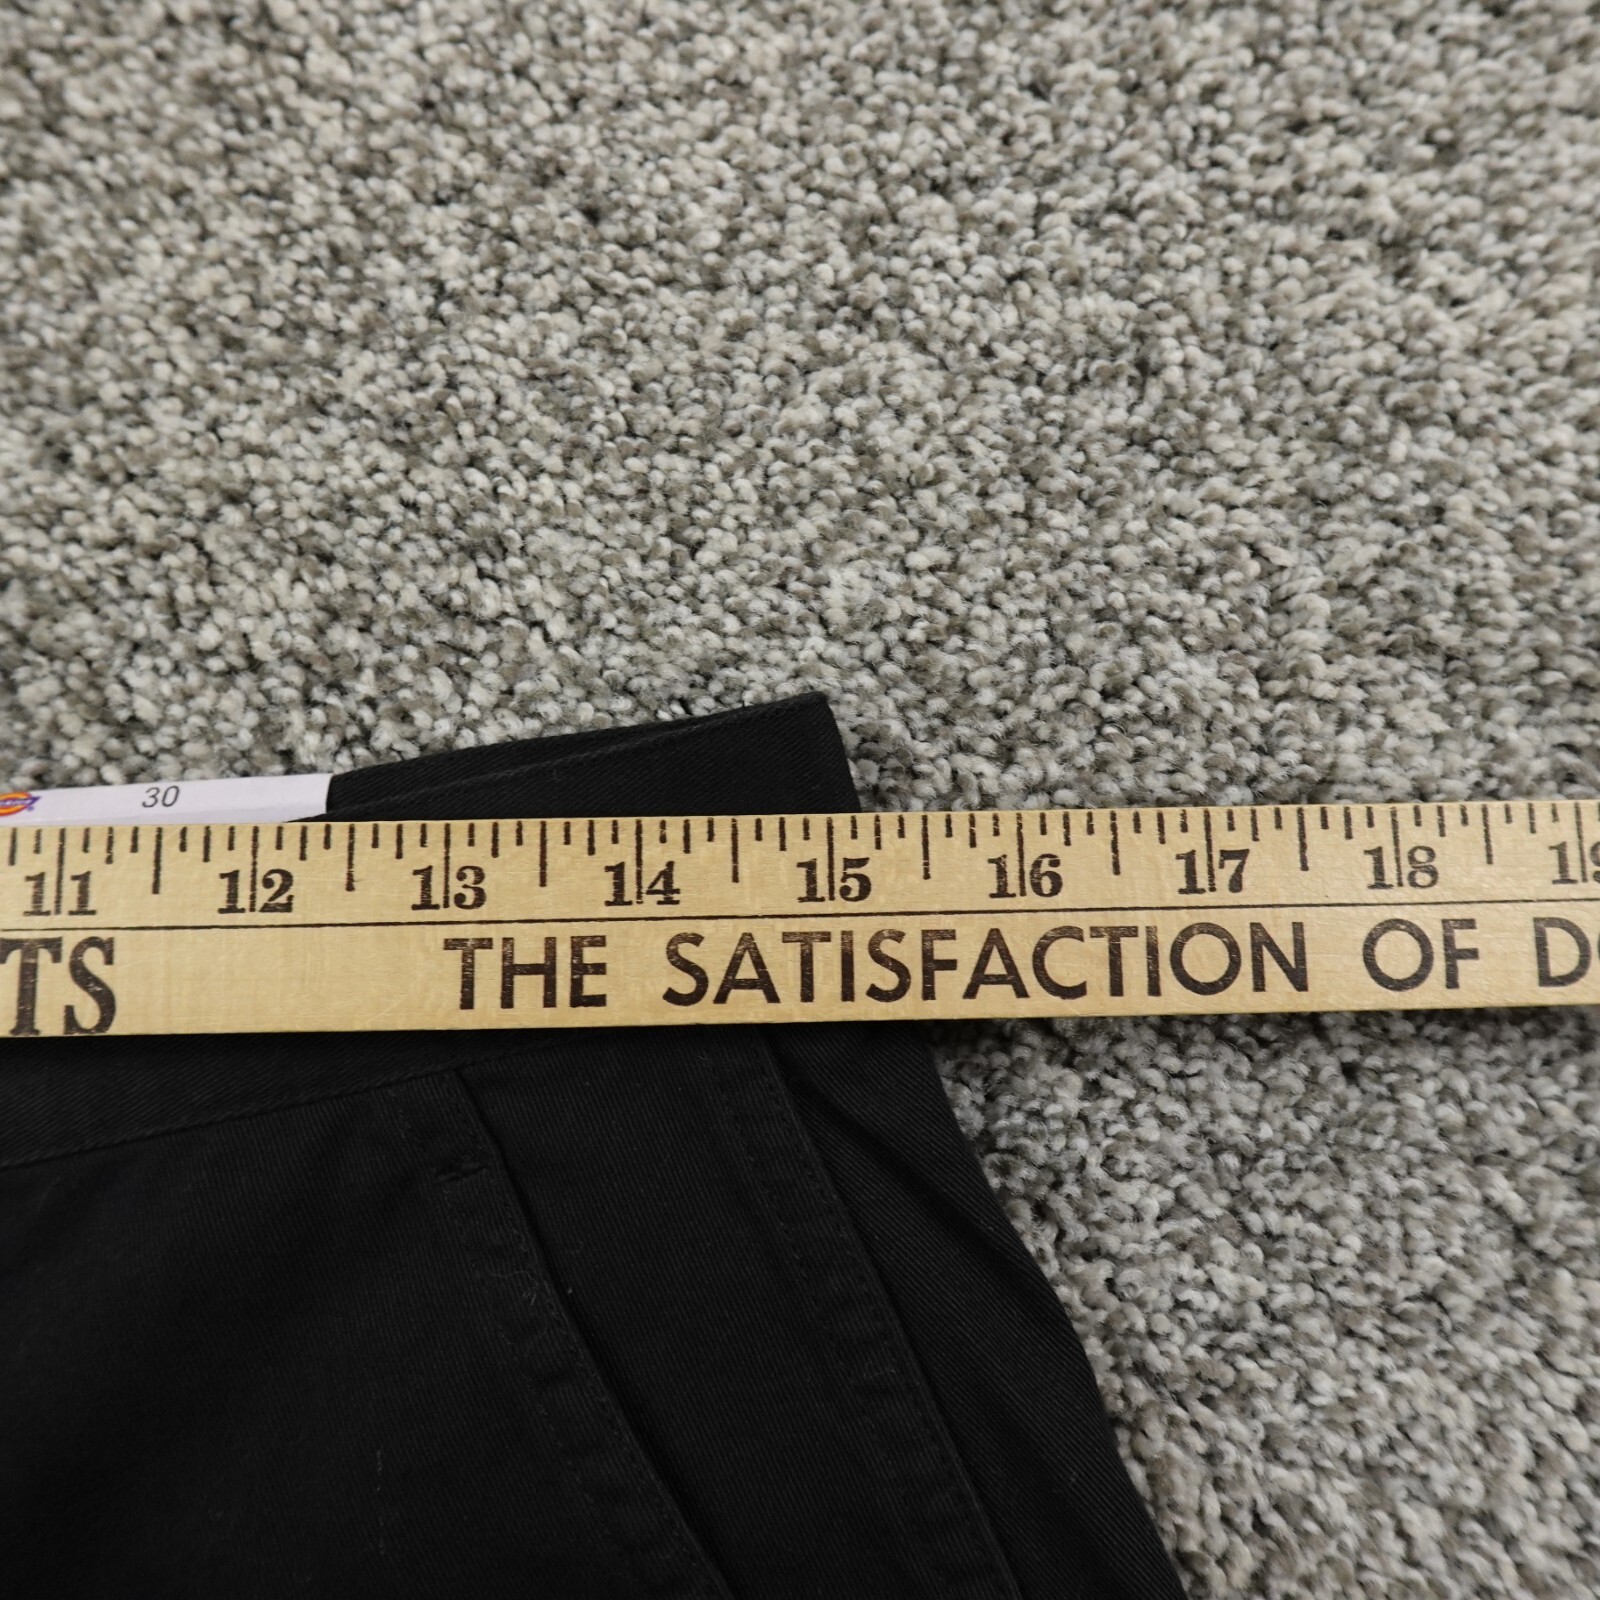 30
11 12 13 14 15 16 17 18
TS THE SATISFACTION OF